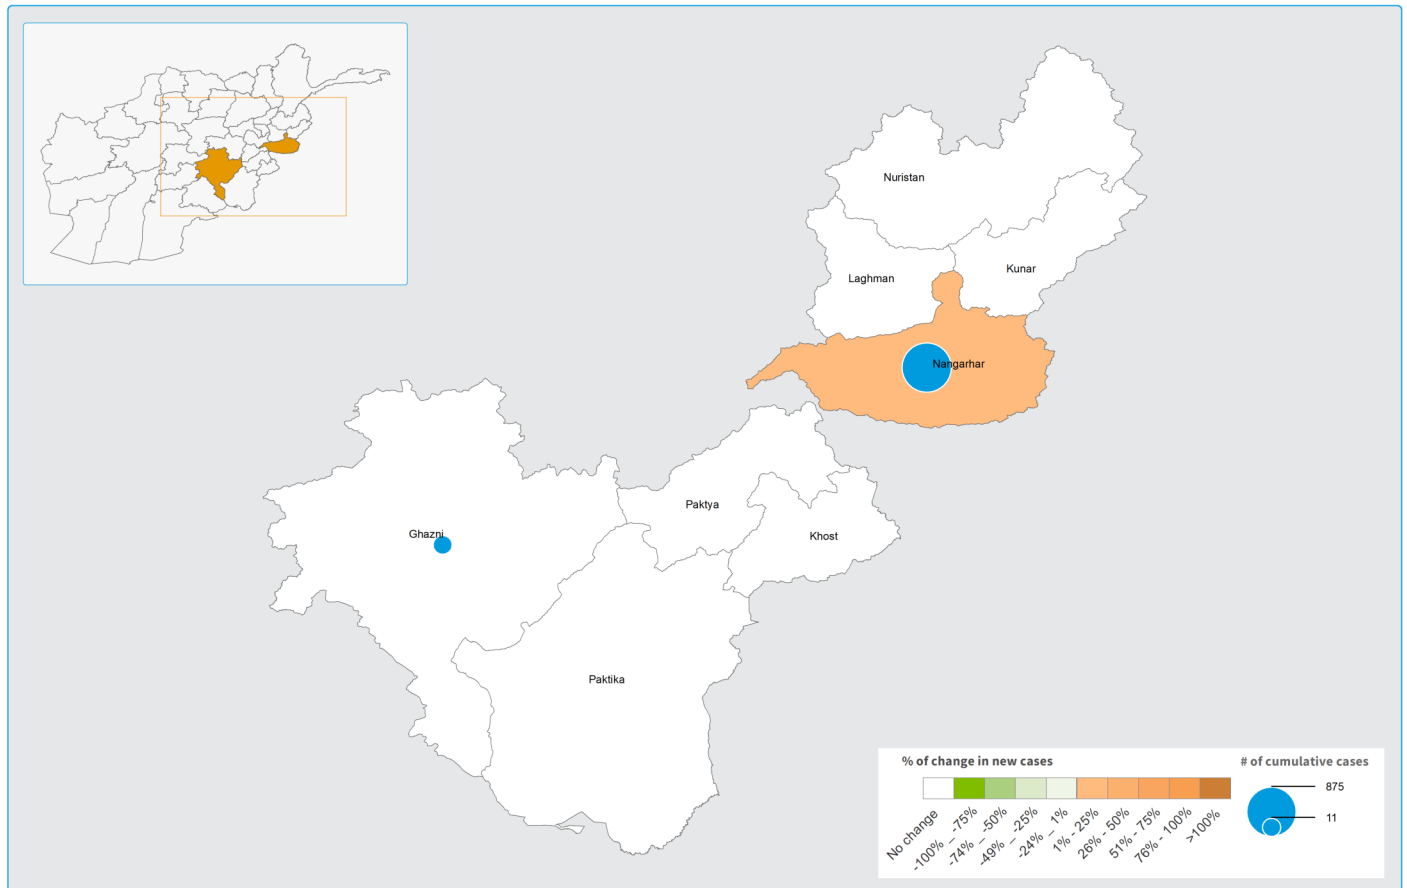 Nuristan
Kunar
Laghman
Nangarhar
Paktya
Ghazni
Khost
Paktika
% of change in new cases
# of cumulative cases
No change
-100% – -75%
-74% – -50%
-49% – -25%
-24% – 1%
1% - 25%
26% - 50%
51% - 75%
76% - 100%
>100%
875
11